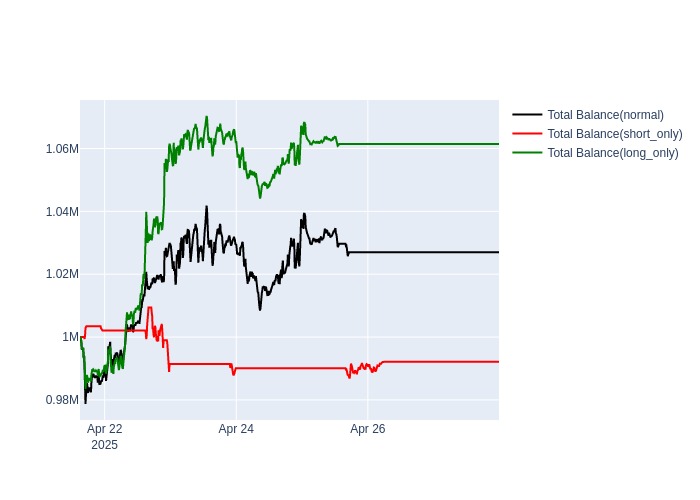 1.06M
1.04M
1.02M
1M
0.98M
Apr 22
2025
Apr 24
Apr 26
Total Balance(normal)
Total Balance(short_only)
Total Balance(long_only)